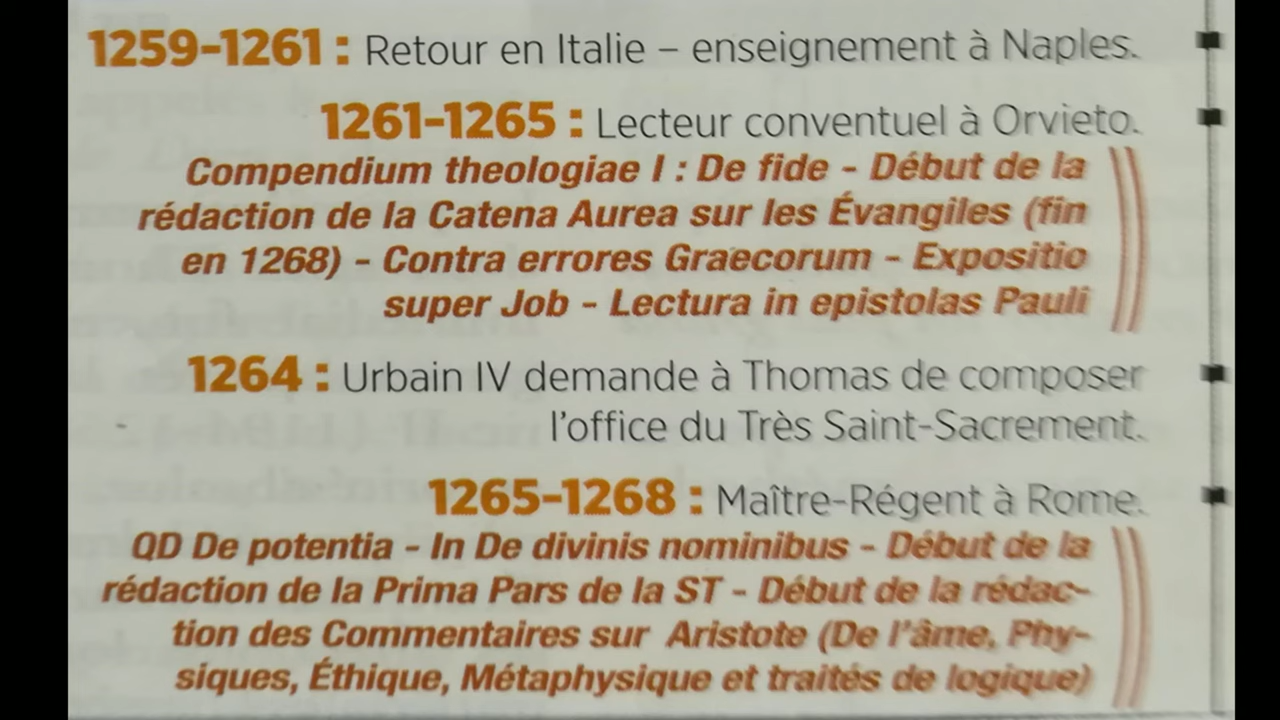 1259-1261 : Retour en Italie – enseignement à Naples.
1261-1265 : Lecteur conventuel à Orvieto.
Compendium theologiae I : De fide - Début de la
rédaction de la Catena Aurea sur les Évangiles (fin
en 1268) - Contra errores Graecorum - Expositio
super Job - Lectura in epistolas Pauli
1264 : Urbain IV demande à Thomas de composer
l'office du Très Saint-Sacrement.
1265-1268 : Maître-Régent à Rome.
QD De potentia - In De divinis nominibus - Début de la
rédaction de la Prima Pars de la ST - Début de la rédac-
tion des Commentaires sur Aristote (De l'âme, Phy-
siques, Éthique, Métaphysique et traités de logique)